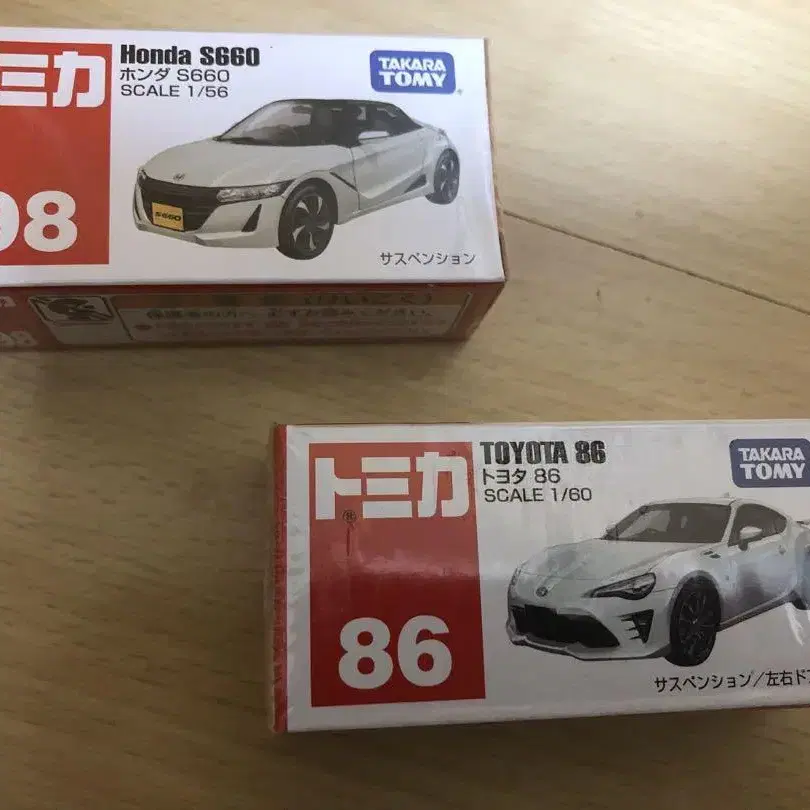 トミカ
98
Honda S660
ホンダ S660
SCALE 1/56
TAKARA
TOMY
S660
サスペンション
トミカ
86
TOYOTA 86
トヨタ 86
SCALE 1/60
TAKARA
TOMY
サスペンション/左右ドア